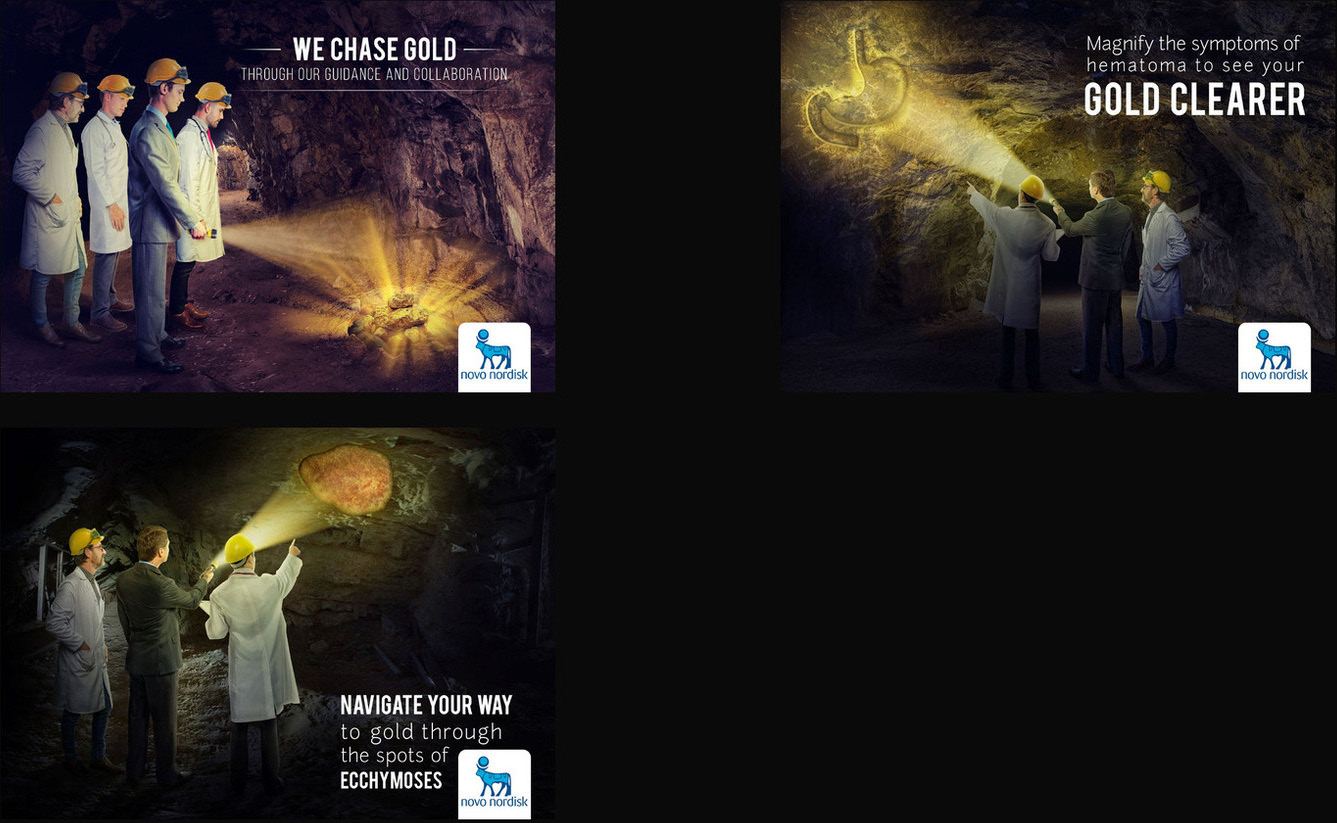 WE CHASE GOLD
THROUGH OUR GUIDANCE AND COLLABORATION
novo nordisk
Magnify the symptoms of
hematoma to see your
GOLD CLEARER
novo nordisk
NAVIGATE YOUR WAY
to gold through
the spots of
ECCHYMOSES
novo nordisk